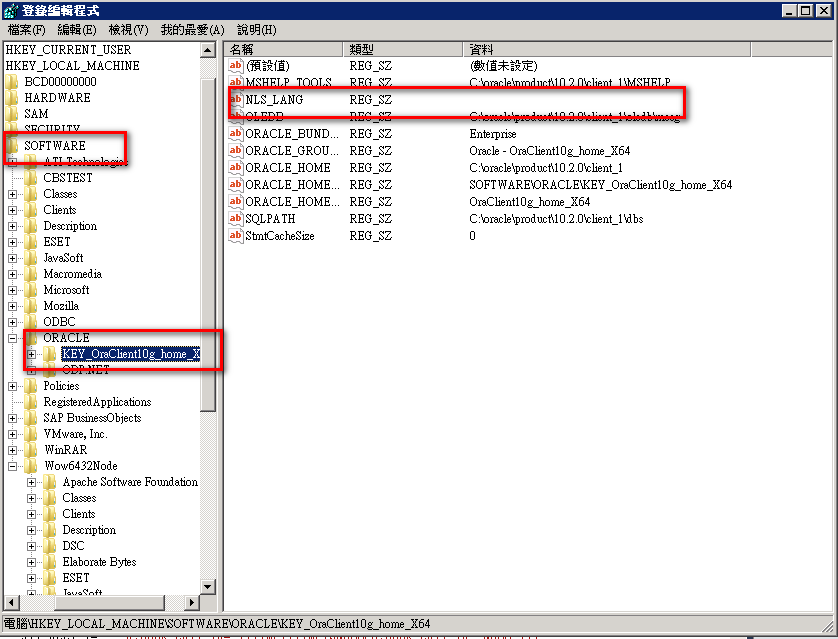 登錄編輯程式
檔案(F) 編輯(E) 檢視(V) 我的最愛(A) 說明(H)
HKEY_CURRENT_USER
HKEY_LOCAL_MACHINE
BCD00000000
HARDWARE
SAM
SECURITY
SOFTWARE
ATI Technologies
CBSTEST
Classes
Clients
Description
ESET
JavaSoft
Macromedia
Microsoft
Mozilla
ODBC
ORACLE
KEY_OraClient10g_home_X
ODP.NET
Policies
RegisteredApplications
SAP BusinessObjects
VMware, Inc.
WinRAR
Wow6432Node
Apache Software Foundation
Classes
Clients
Description
DSC
Elaborate Bytes
ESET
JavaSoft
名稱 類型 資料
(預設值) REG_SZ (數值未設定)
MSHELP_TOOLS REG_SZ C:\oracle\product\10.2.0\client_1\MSHELP
NLS_LANG REG_SZ
OLEDB REG_SZ C:\oracle\product\10.2.0\client_1\oledb\mesg
ORACLE_BUND... REG_SZ Enterprise
ORACLE_GROU... REG_SZ Oracle - OraClient10g_home_X64
ORACLE_HOME REG_SZ C:\oracle\product\10.2.0\client_1
ORACLE_HOME... REG_SZ SOFTWARE\ORACLE\KEY_OraClient10g_home_X64
ORACLE_HOME... REG_SZ OraClient10g_home_X64
SQLPATH REG_SZ C:\oracle\product\10.2.0\client_1\dbs
StmtCacheSize REG_SZ 0
電腦\HKEY_LOCAL_MACHINE\SOFTWARE\ORACLE\KEY_OraClient10g_home_X64